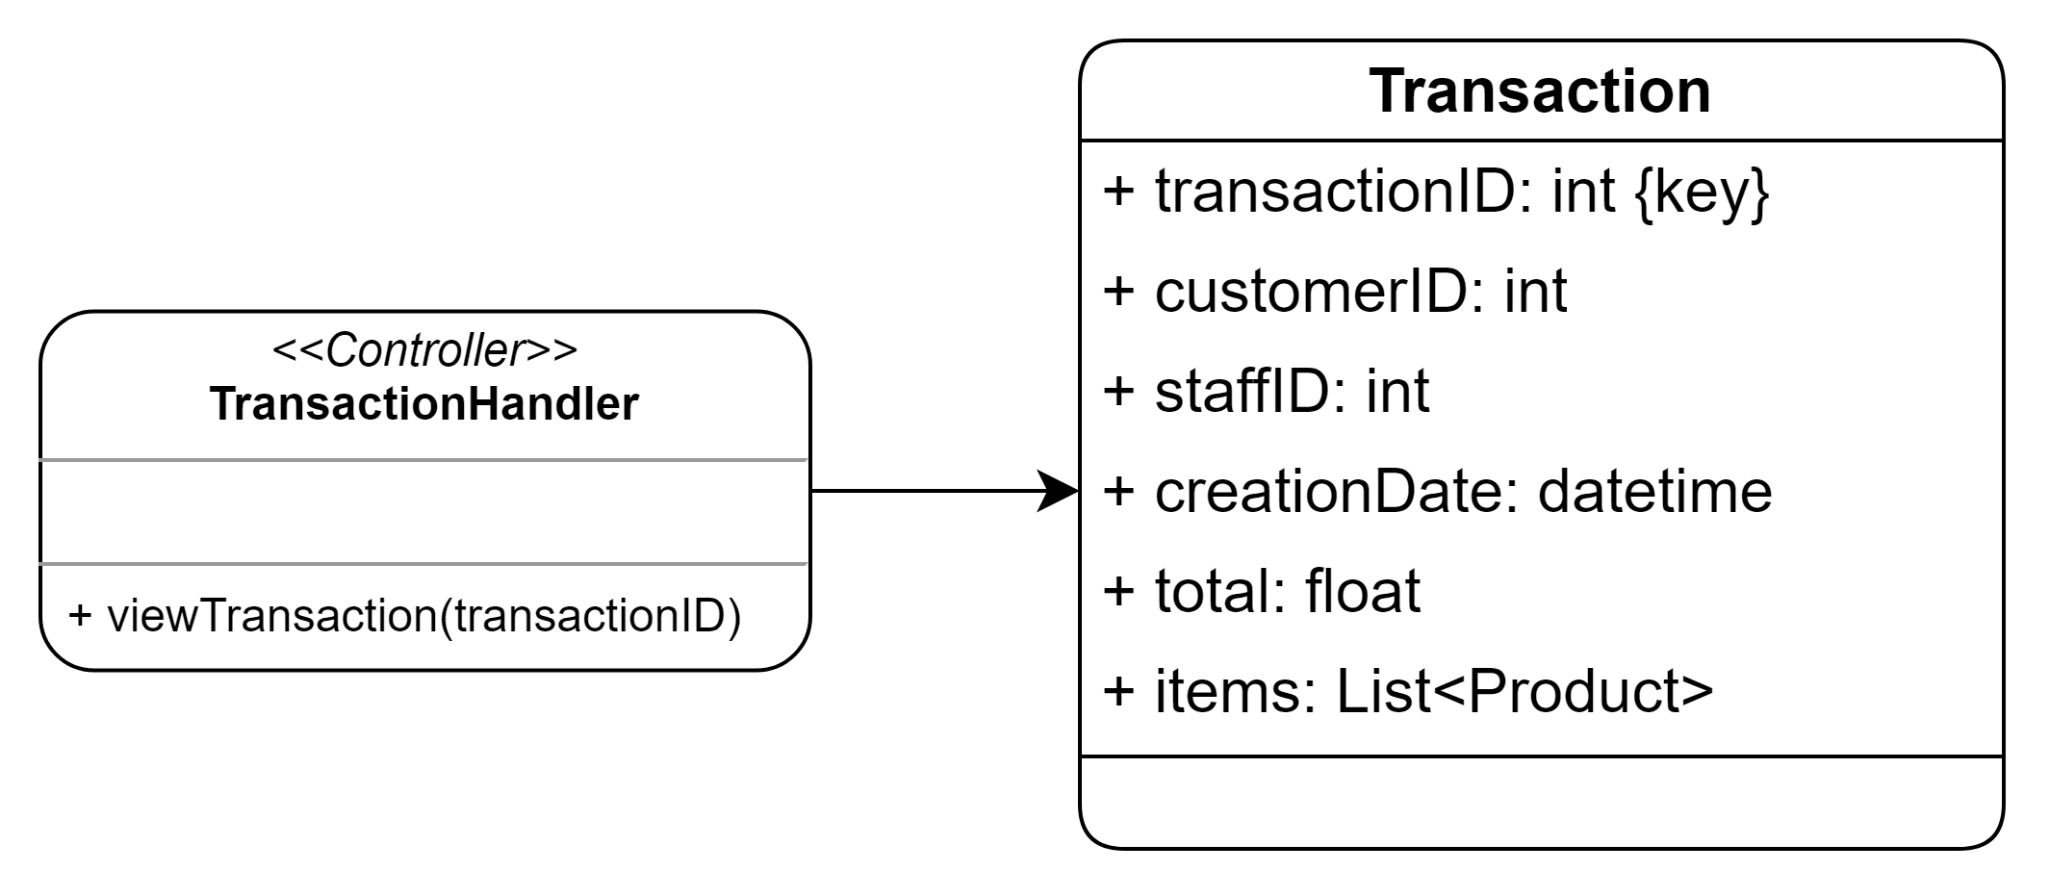 <<Controller>>
TransactionHandler
+ viewTransaction(transactionID)
Transaction
+ transactionID: int {key}
+ customerID: int
+ staffID: int
+ creationDate: datetime
+ total: float
+ items: List<Product>